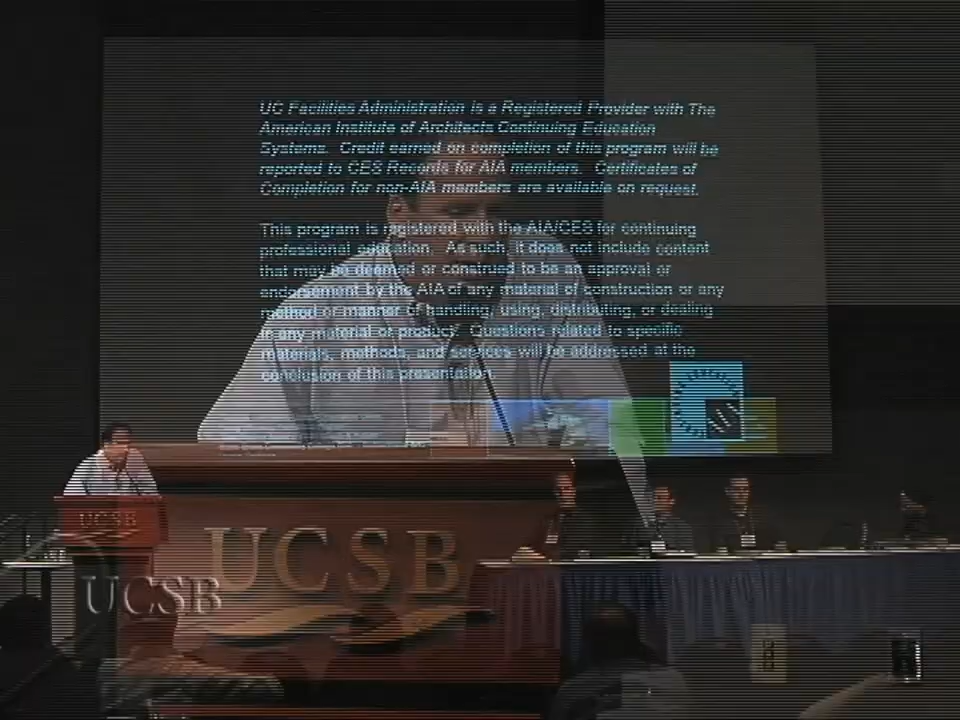 UC Facilities Administration is a Registered Provider with The
American Institute of Architects Continuing Education
Systems. Credit earned on completion of this program will be
reported to CES Records for AIA members. Certificates of
Completion for non-AIA members are available on request.
This program is registered with the AIA/CES for continuing
professional education. As such, it does not include content
that may be deemed or construed to be an approval or
endorsement by the AIA of any material of construction or any
method or manner of handling, using, distributing, or dealing
in any material or product. Questions related to specific
materials, methods, and services will be addressed at the
conclusion of this presentation.
UCSB
UCSB
UCSB